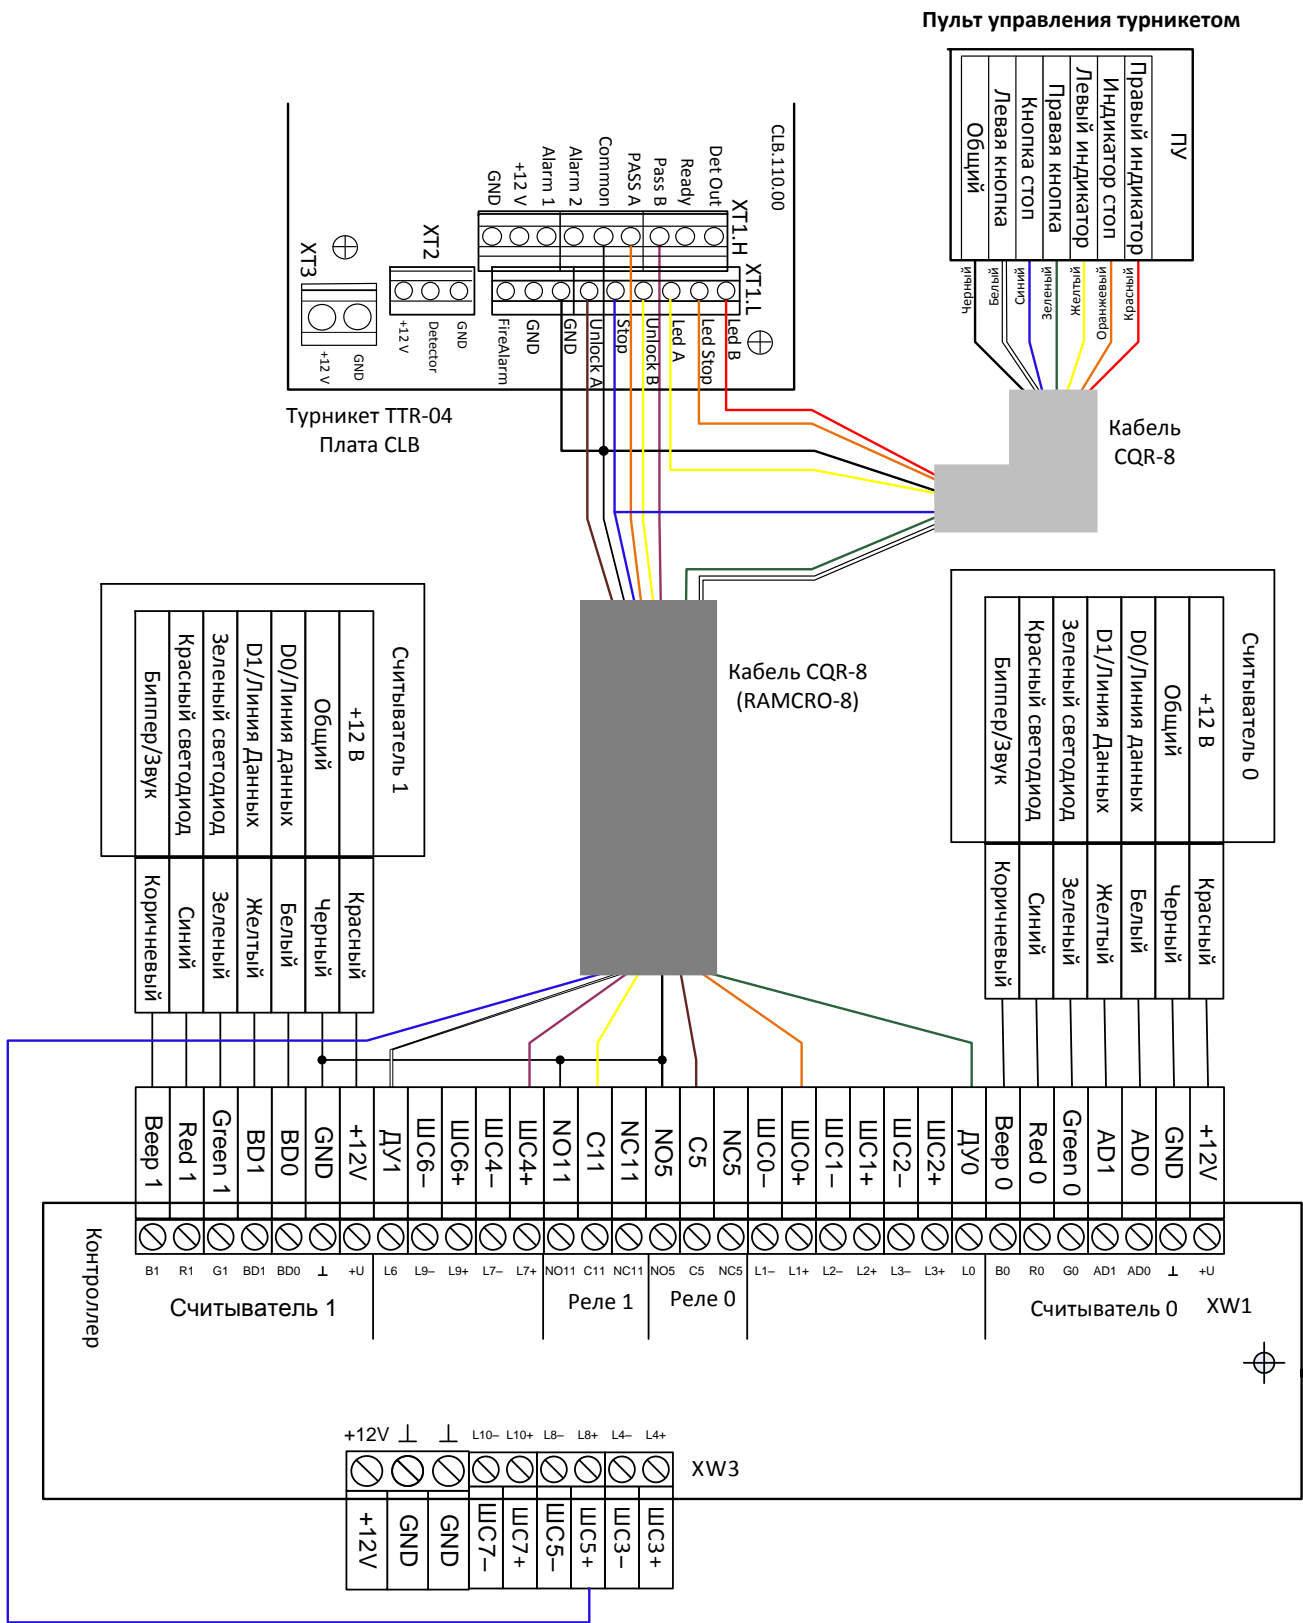 Пульт управления турникетом
ПУ
Правый индикатор
Индикатор стоп
Левый индикатор
Правая кнопка
Кнопка стоп
Левая кнопка
Общий
Красный
Оранжевый
Желтый
Зеленый
Синий
Белый
Черный
CLB.110.00
GND
+12 V
Alarm 1
Alarm 2
Common
PASS A
Pass B
Ready
Det Out
XT1.H
XT1.L
XT2
XT3
+12 V
GND
+12 V
Detector
GND
FireAlarm
GND
GND
Unlock A
Stop
Unlock B
Led A
Led Stop
Led B
Турникет TTR-04
Плата CLB
Кабель
CQR-8
Кабель CQR-8
(RAMCRO-8)
Считыватель 1
Биппер/Звук
Красный светодиод
Зеленый светодиод
D1/Линия Данных
D0/Линия данных
Общий
+12 В
Коричневый
Синий
Зеленый
Желтый
Белый
Черный
Красный
Считыватель 0
Биппер/Звук
Красный светодиод
Зеленый светодиод
D1/Линия Данных
D0/Линия данных
Общий
+12 В
Коричневый
Синий
Зеленый
Желтый
Белый
Черный
Красный
Beep 1
Red 1
Green 1
BD1
BD0
GND
+12V
ДУ1
ШС6–
ШС6+
ШС4–
ШС4+
NO11
C11
NC11
NO5
C5
NC5
ШС0–
ШС0+
ШС1–
ШС1+
ШС2–
ШС2+
ДУ0
Beep 0
Red 0
Green 0
AD1
AD0
GND
+12V
Контроллер
B1 R1 G1 BD1 BD0 ⊥ +U L6 L9– L9+ L7– L7+ NO11 C11 NC11 NO5 C5 NC5 L1– L1+ L2– L2+ L3– L3+ L0 B0 R0 G0 AD1 AD0 ⊥ +U
Считыватель 1 Реле 1 Реле 0 Считыватель 0 XW1
+12V ⊥ ⊥ L10– L10+ L8– L8+ L4– L4+
XW3
+12V
GND
GND
ШС7–
ШС7+
ШС5–
ШС5+
ШС3–
ШС3+